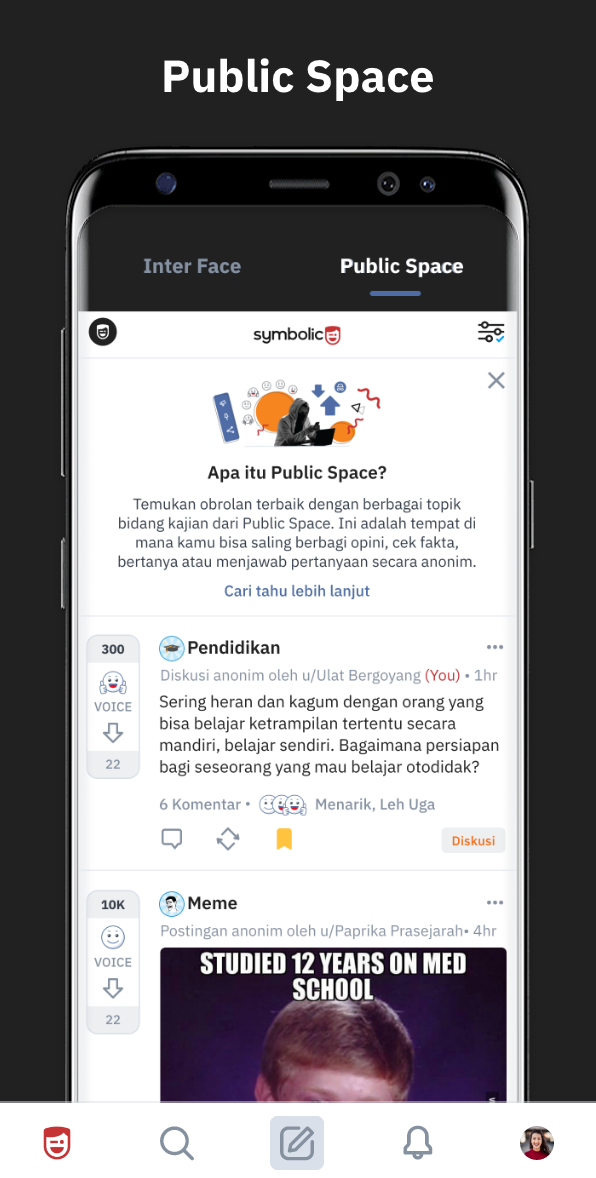 Public Space
Inter Face
Public Space
symbolic
Apa itu Public Space?
Temukan obrolan terbaik dengan berbagai topik
bidang kajian dari Public Space. Ini adalah tempat di
mana kamu bisa saling berbagi opini, cek fakta,
bertanya atau menjawab pertanyaan secara anonim.
Cari tahu lebih lanjut
300
VOICE
22
Pendidikan
Diskusi anonim oleh u/Ulat Bergoyang (You) • 1hr
Sering heran dan kagum dengan orang yang
bisa belajar ketrampilan tertentu secara
mandiri, belajar sendiri. Bagaimana persiapan
bagi seseorang yang mau belajar otodidak?
6 Komentar • Menarik, Leh Uga
Diskusi
10K
VOICE
22
Meme
Postingan anonim oleh u/Paprika Prasejarah• 4hr
STUDIED 12 YEARS ON MED
SCHOOL